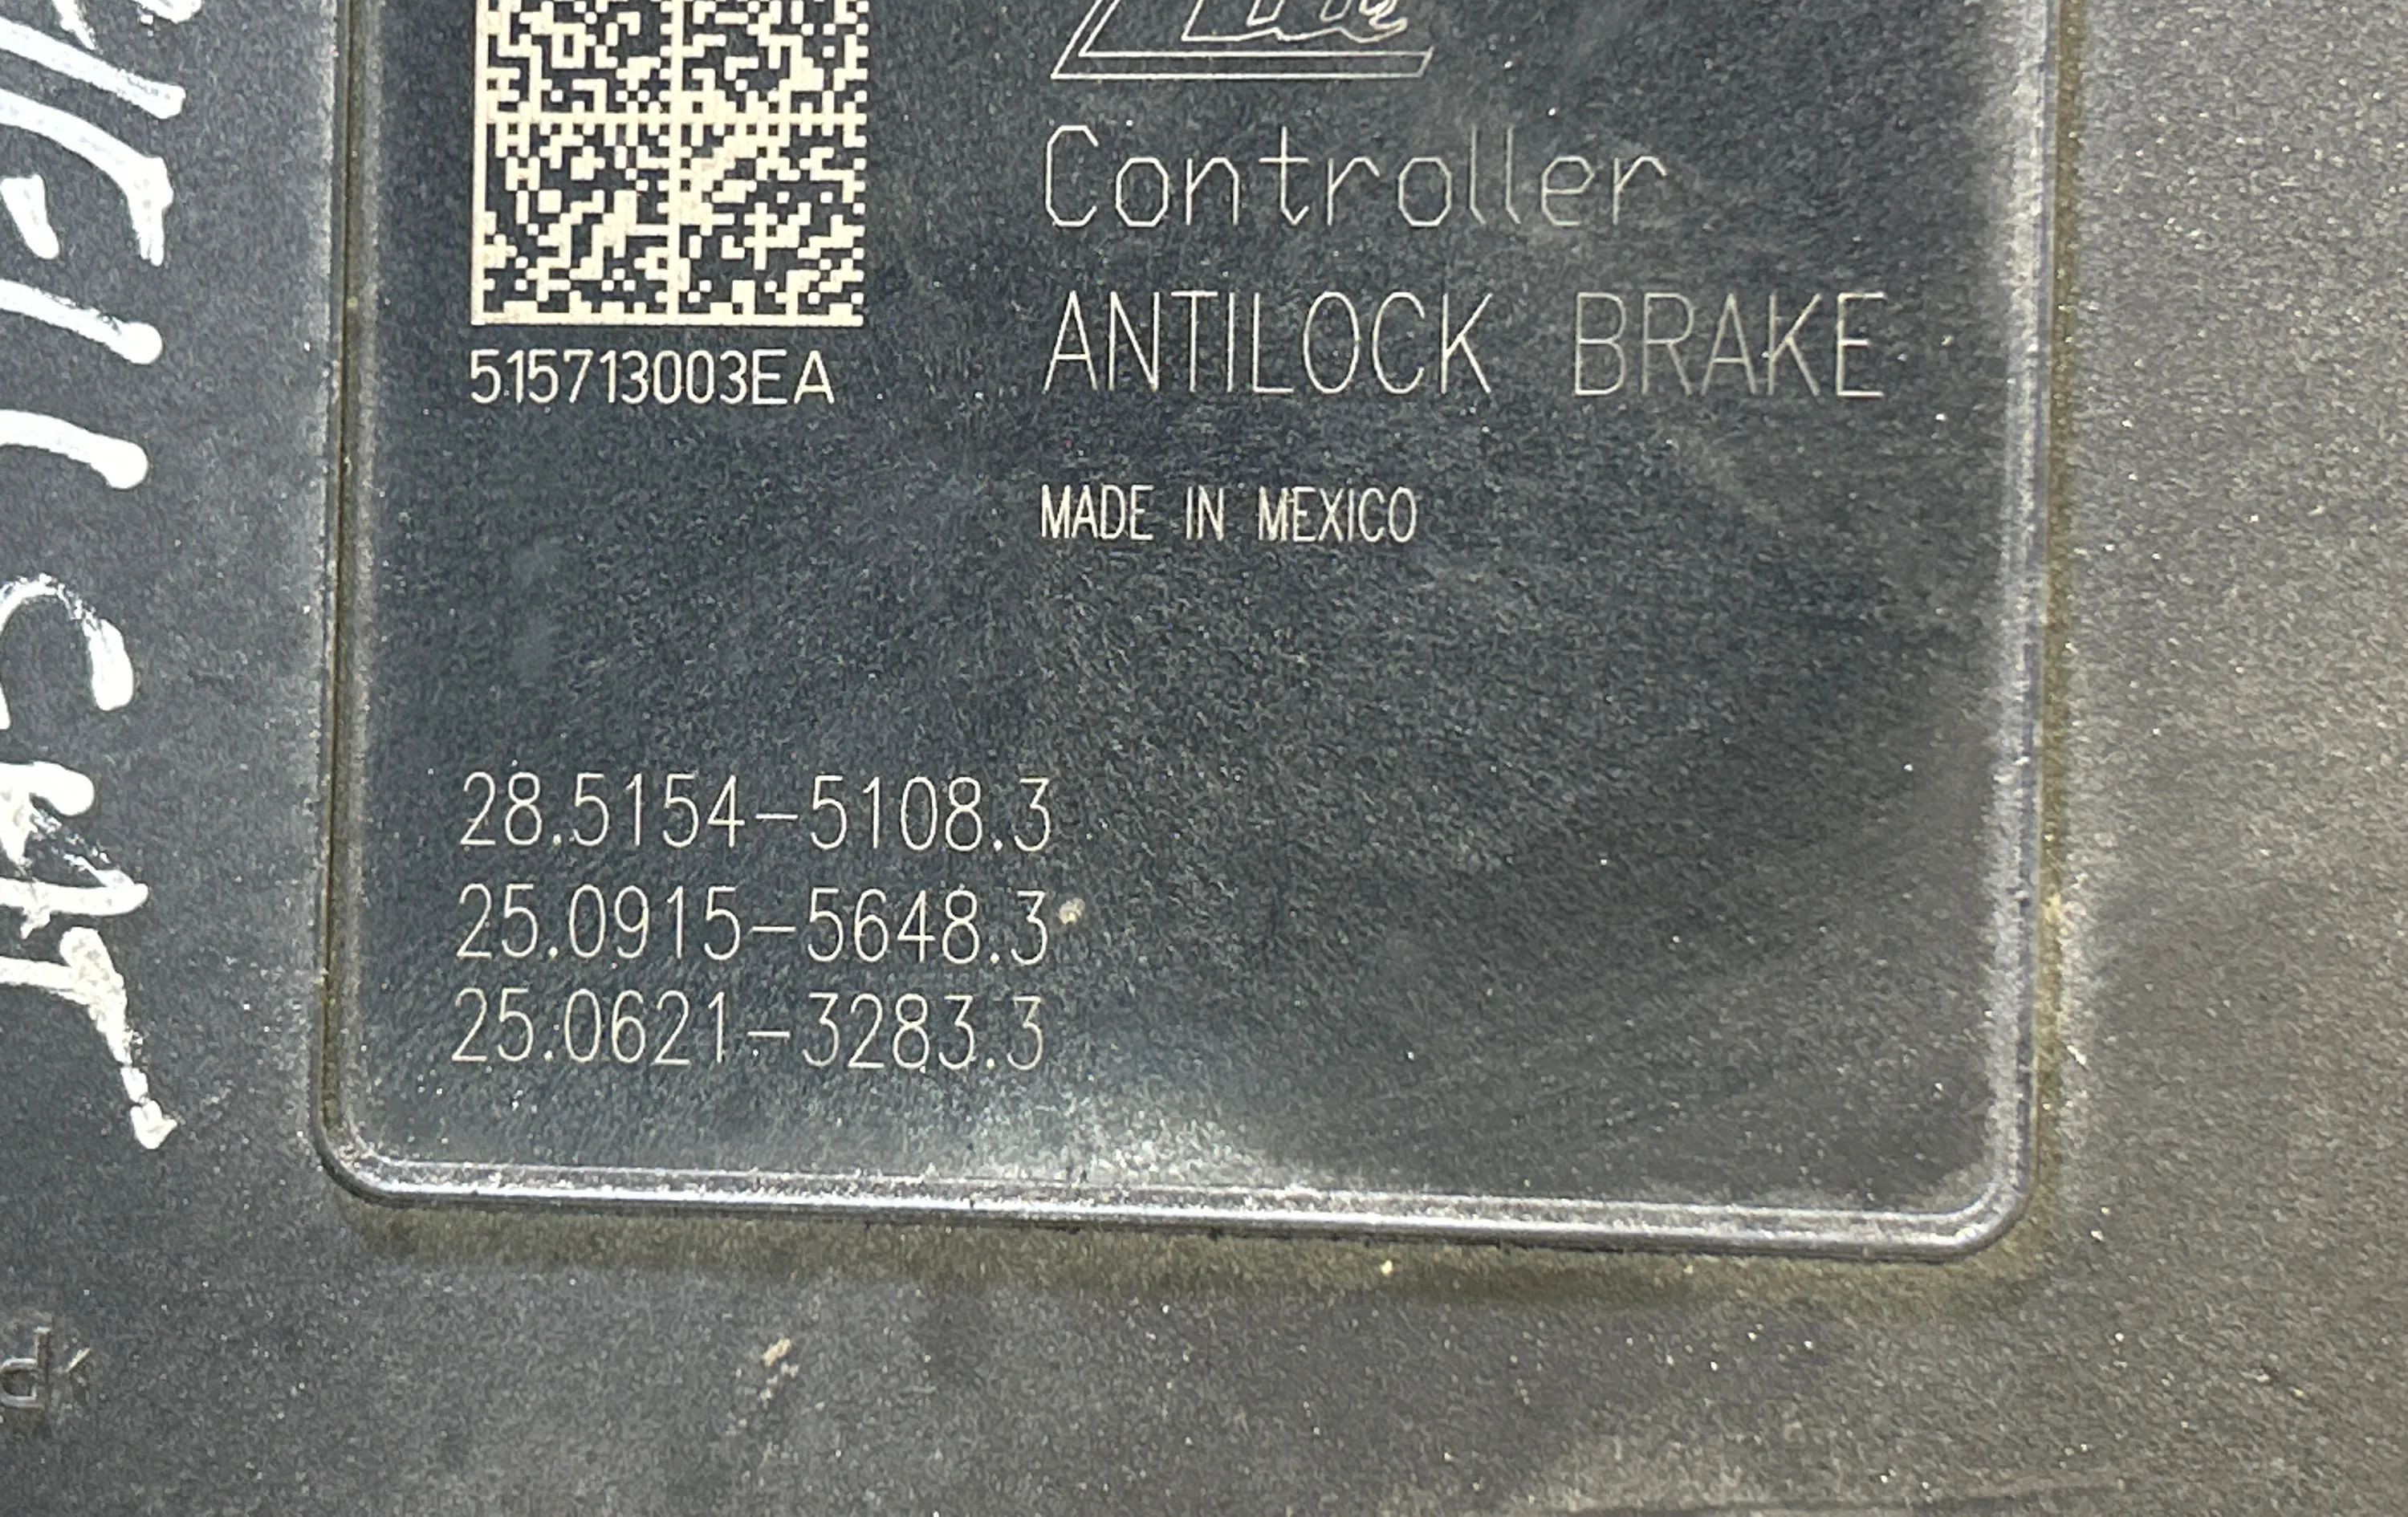 Controller
ANTILOCK BRAKE
515713003EA
MADE IN MEXICO
28.5154-5108.3
25.0915-5648.3
25.0621-3283.3